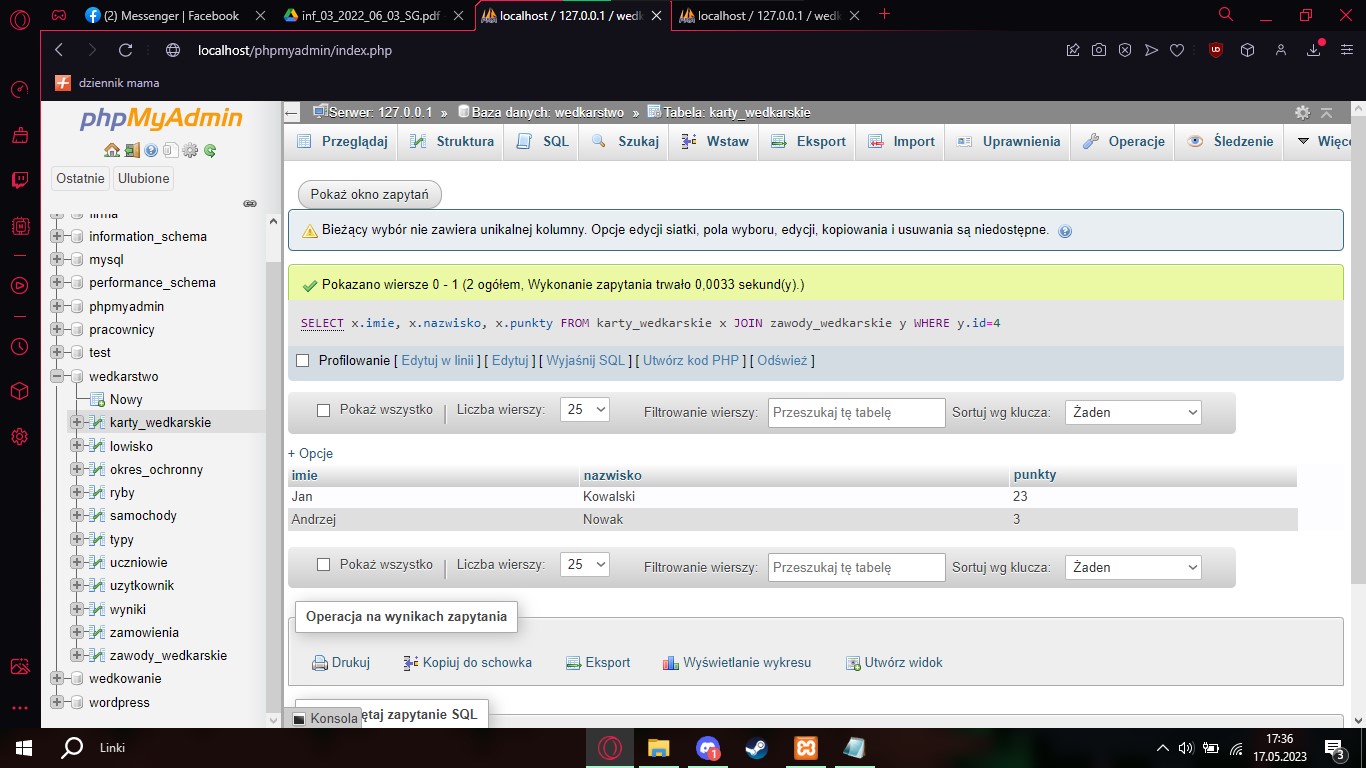 (2) Messenger | Facebook
inf_03_2022_06_03_SG.pdf -
localhost / 127.0.0.1 / wedk
localhost / 127.0.0.1 / wedk
localhost/phpmyadmin/index.php
dziennik mama
phpMyAdmin
Ostatnie Ulubione
firma
information_schema
mysql
performance_schema
phpmyadmin
pracownicy
test
wedkarstwo
Nowy
karty_wedkarskie
lowisko
okres_ochronny
ryby
samochody
typy
uczniowie
uzytkownik
wyniki
zamowienia
zawody_wedkarskie
wedkowanie
wordpress
Serwer: 127.0.0.1 » Baza danych: wedkarstwo » Tabela: karty_wedkarskie
Przeglądaj Struktura SQL Szukaj Wstaw Eksport Import Uprawnienia Operacje Śledzenie Więce
Pokaż okno zapytań
Bieżący wybór nie zawiera unikalnej kolumny. Opcje edycji siatki, pola wyboru, edycji, kopiowania i usuwania są niedostępne.
Pokazano wiersze 0 - 1 (2 ogółem, Wykonanie zapytania trwało 0,0033 sekund(y).)
SELECT x.imie, x.nazwisko, x.punkty FROM karty_wedkarskie x JOIN zawody_wedkarskie y WHERE y.id=4
Profilowanie [ Edytuj w linii ] [ Edytuj ] [ Wyjaśnij SQL ] [ Utwórz kod PHP ] [ Odśwież ]
Pokaż wszystko | Liczba wierszy: 25 Filtrowanie wierszy: Przeszukaj tę tabelę Sortuj wg klucza: Żaden
+ Opcje
imie nazwisko punkty
Jan Kowalski 23
Andrzej Nowak 3
Pokaż wszystko | Liczba wierszy: 25 Filtrowanie wierszy: Przeszukaj tę tabelę Sortuj wg klucza: Żaden
Operacja na wynikach zapytania
Drukuj Kopiuj do schowka Eksport Wyświetlanie wykresu Utwórz widok
Konsola
ętaj zapytanie SQL
Linki
1
17:36
17.05.2023
3